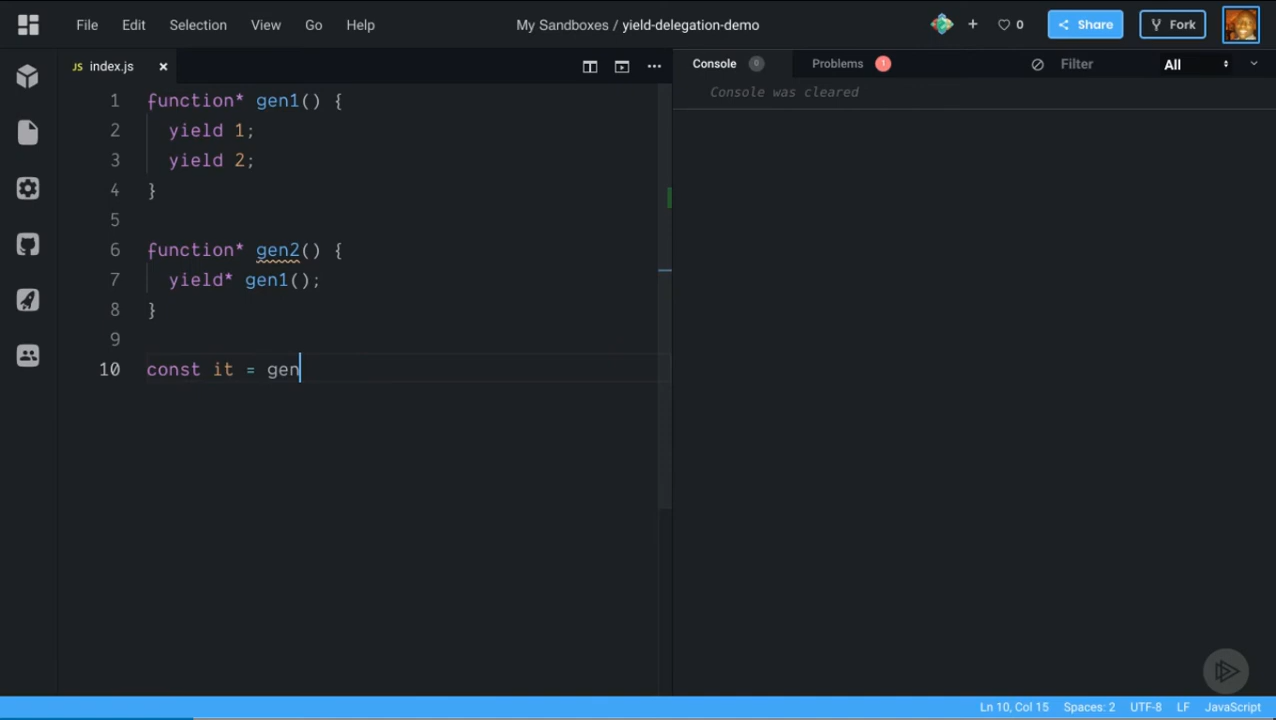 File Edit Selection View Go Help My Sandboxes / yield-delegation-demo 0 Share Fork
JS index.js × ... Console 0 Problems 1 Filter All
Console was cleared
1 function* gen1() {
2 yield 1;
3 yield 2;
4 }
5
6 function* gen2() {
7 yield* gen1();
8 }
9
10 const it = gen
Ln 10, Col 15 Spaces: 2 UTF-8 LF JavaScript